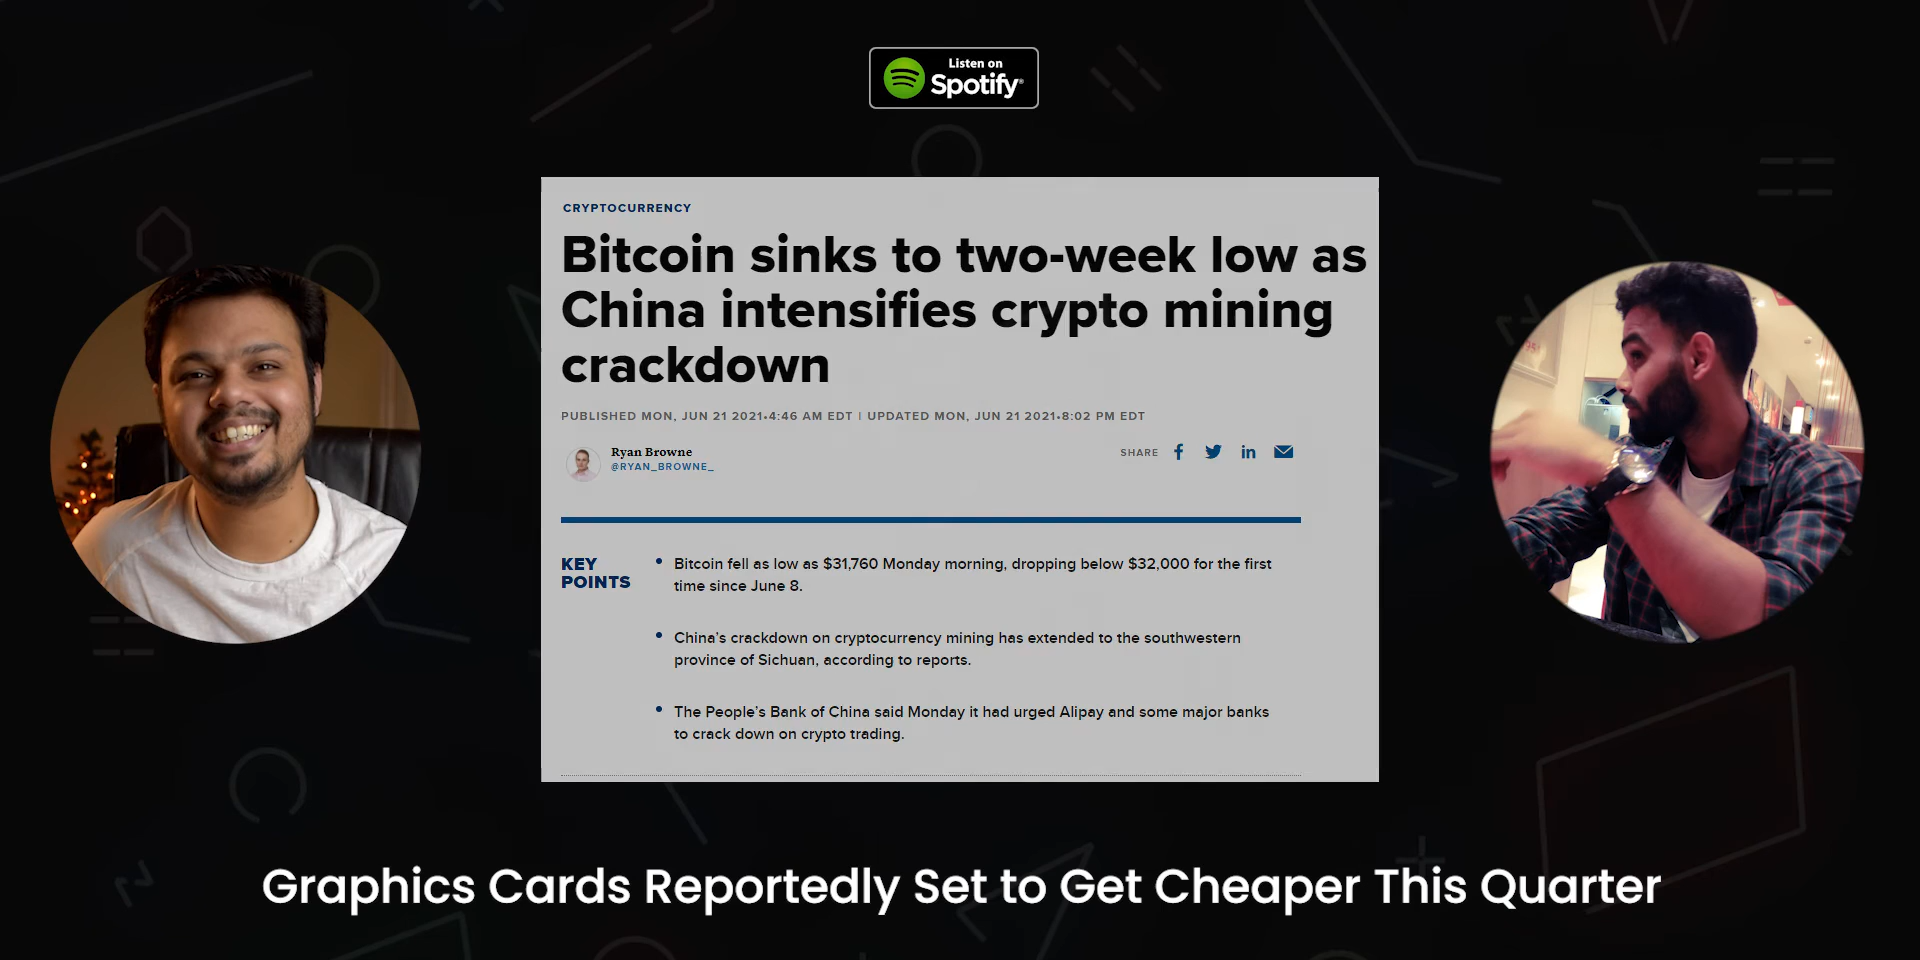 Listen on
Spotify®
CRYPTOCURRENCY
Bitcoin sinks to two-week low as
China intensifies crypto mining
crackdown
PUBLISHED MON, JUN 21 2021•4:46 AM EDT | UPDATED MON, JUN 21 2021•8:02 PM EDT
Ryan Browne
@RYAN_BROWNE_
SHARE
KEY
POINTS
• Bitcoin fell as low as $31,760 Monday morning, dropping below $32,000 for the first
time since June 8.
• China’s crackdown on cryptocurrency mining has extended to the southwestern
province of Sichuan, according to reports.
• The People’s Bank of China said Monday it had urged Alipay and some major banks
to crack down on crypto trading.
Graphics Cards Reportedly Set to Get Cheaper This Quarter